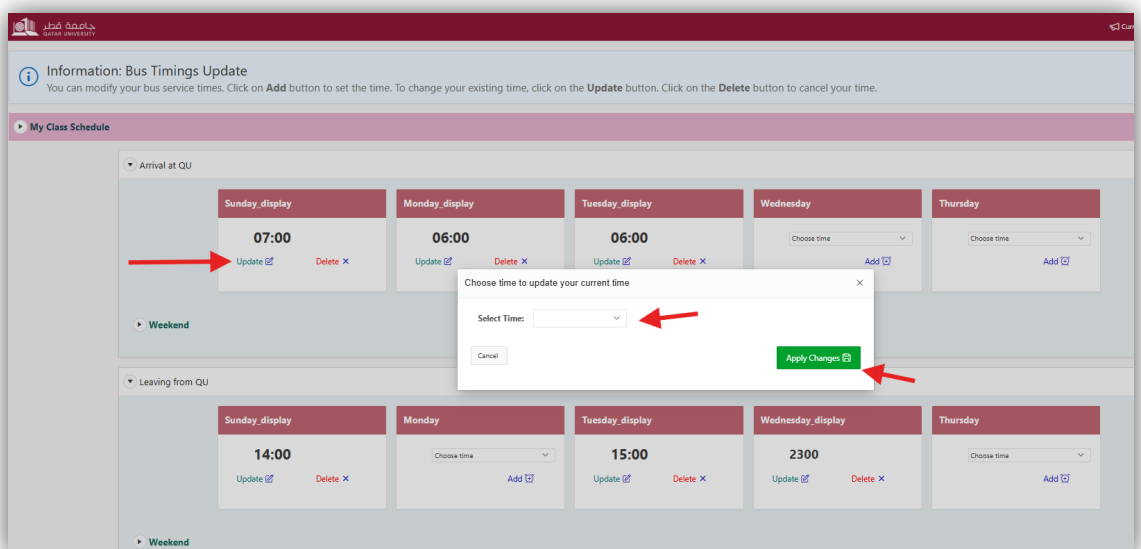 جامعة قطر
QATAR UNIVERSITY
Information: Bus Timings Update
You can modify your bus service times. Click on Add button to set the time. To change your existing time, click on the Update button. Click on the Delete button to cancel your time.
My Class Schedule
Arrival at QU
Sunday_display Monday_display Tuesday_display Wednesday Thursday
07:00 06:00 06:00 Choose time Choose time
Update Delete Update Delete Update Delete Add Add
Choose time to update your current time
Select Time:
Cancel Apply Changes
Weekend
Leaving from QU
Sunday_display Monday Tuesday_display Wednesday_display Thursday
14:00 Choose time 15:00 2300 Choose time
Update Delete Add Update Delete Update Delete Add
Weekend